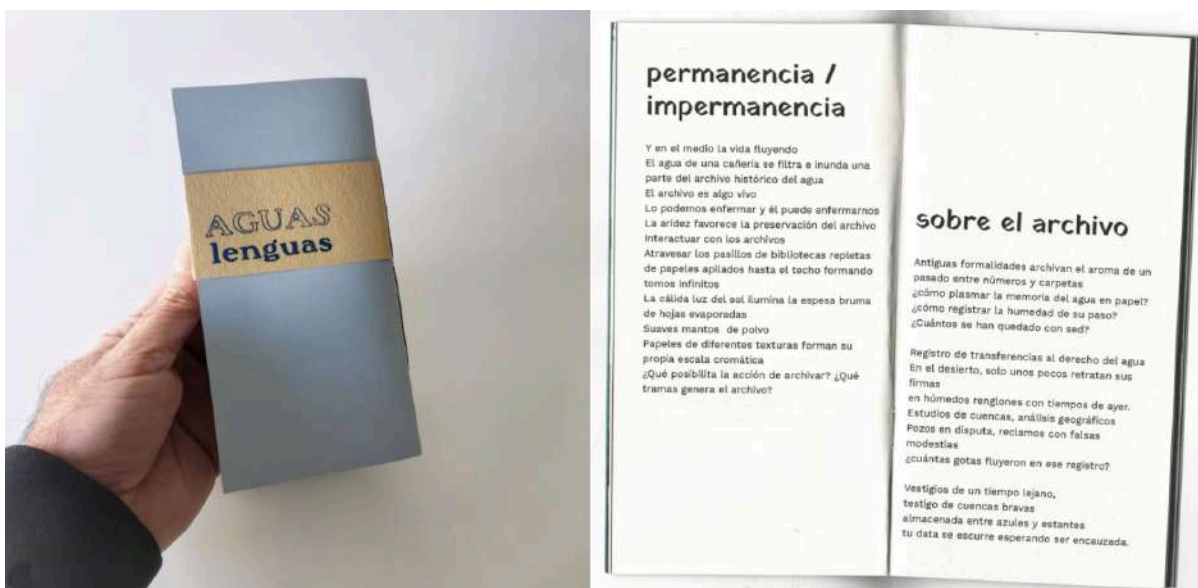 AGUAS
lenguas
permanencia /
impermanencia
Y en el medio la vida fluyendo
El agua de una cañería se filtra e inunda una
parte del archivo histórico del agua
El archivo es algo vivo
Lo podemos enfermar y él puede enfermarnos
La aridez favorece la preservación del archivo
Interactuar con los archivos
Atravesar los pasillos de bibliotecas repletas
de papeles apilados hasta el techo formando
tomos infinitos
La cálida luz del sol ilumina la espesa bruma
de hojas evaporadas
Suaves mantos de polvo
Papeles de diferentes texturas forman su
propia escala cromática
¿Qué posibilita la acción de archivar? ¿Qué
tramas genera el archivo?
sobre el archivo
Antiguas formalidades archivan el aroma de un
pasado entre números y carpetas
¿cómo plasmar la memoria del agua en papel?
¿cómo registrar la humedad de su paso?
¿Cuántos se han quedado con sed?
Registro de transferencias al derecho del agua
En el desierto, solo unos pocos retratan sus
firmas
en húmedos renglones con tiempos de ayer.
Estudios de cuencas, análisis geográficos
Pozos en disputa, reclamos con falsas
modestias
¿cuántas gotas fluyeron en ese registro?
Vestigios de un tiempo lejano,
testigo de cuencas bravas
almacenada entre azules y estantes
tu data se escurre esperando ser encauzada.